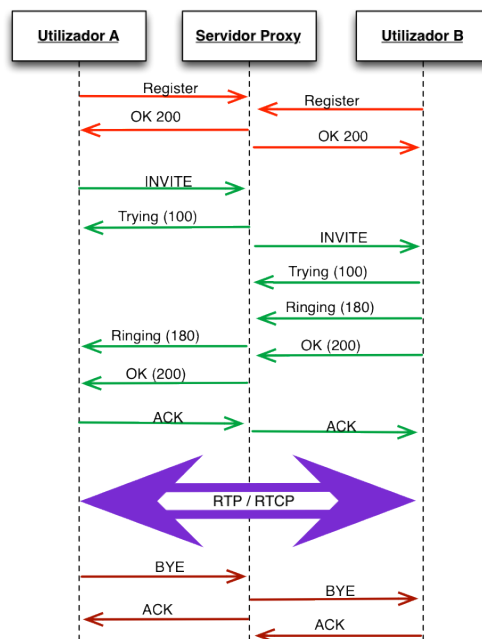 Utilizador A
Servidor Proxy
Utilizador B
Register
Register
OK 200
OK 200
INVITE
Trying (100)
INVITE
Trying (100)
Ringing (180)
Ringing (180)
OK (200)
OK (200)
ACK
ACK
RTP / RTCP
BYE
BYE
ACK
ACK